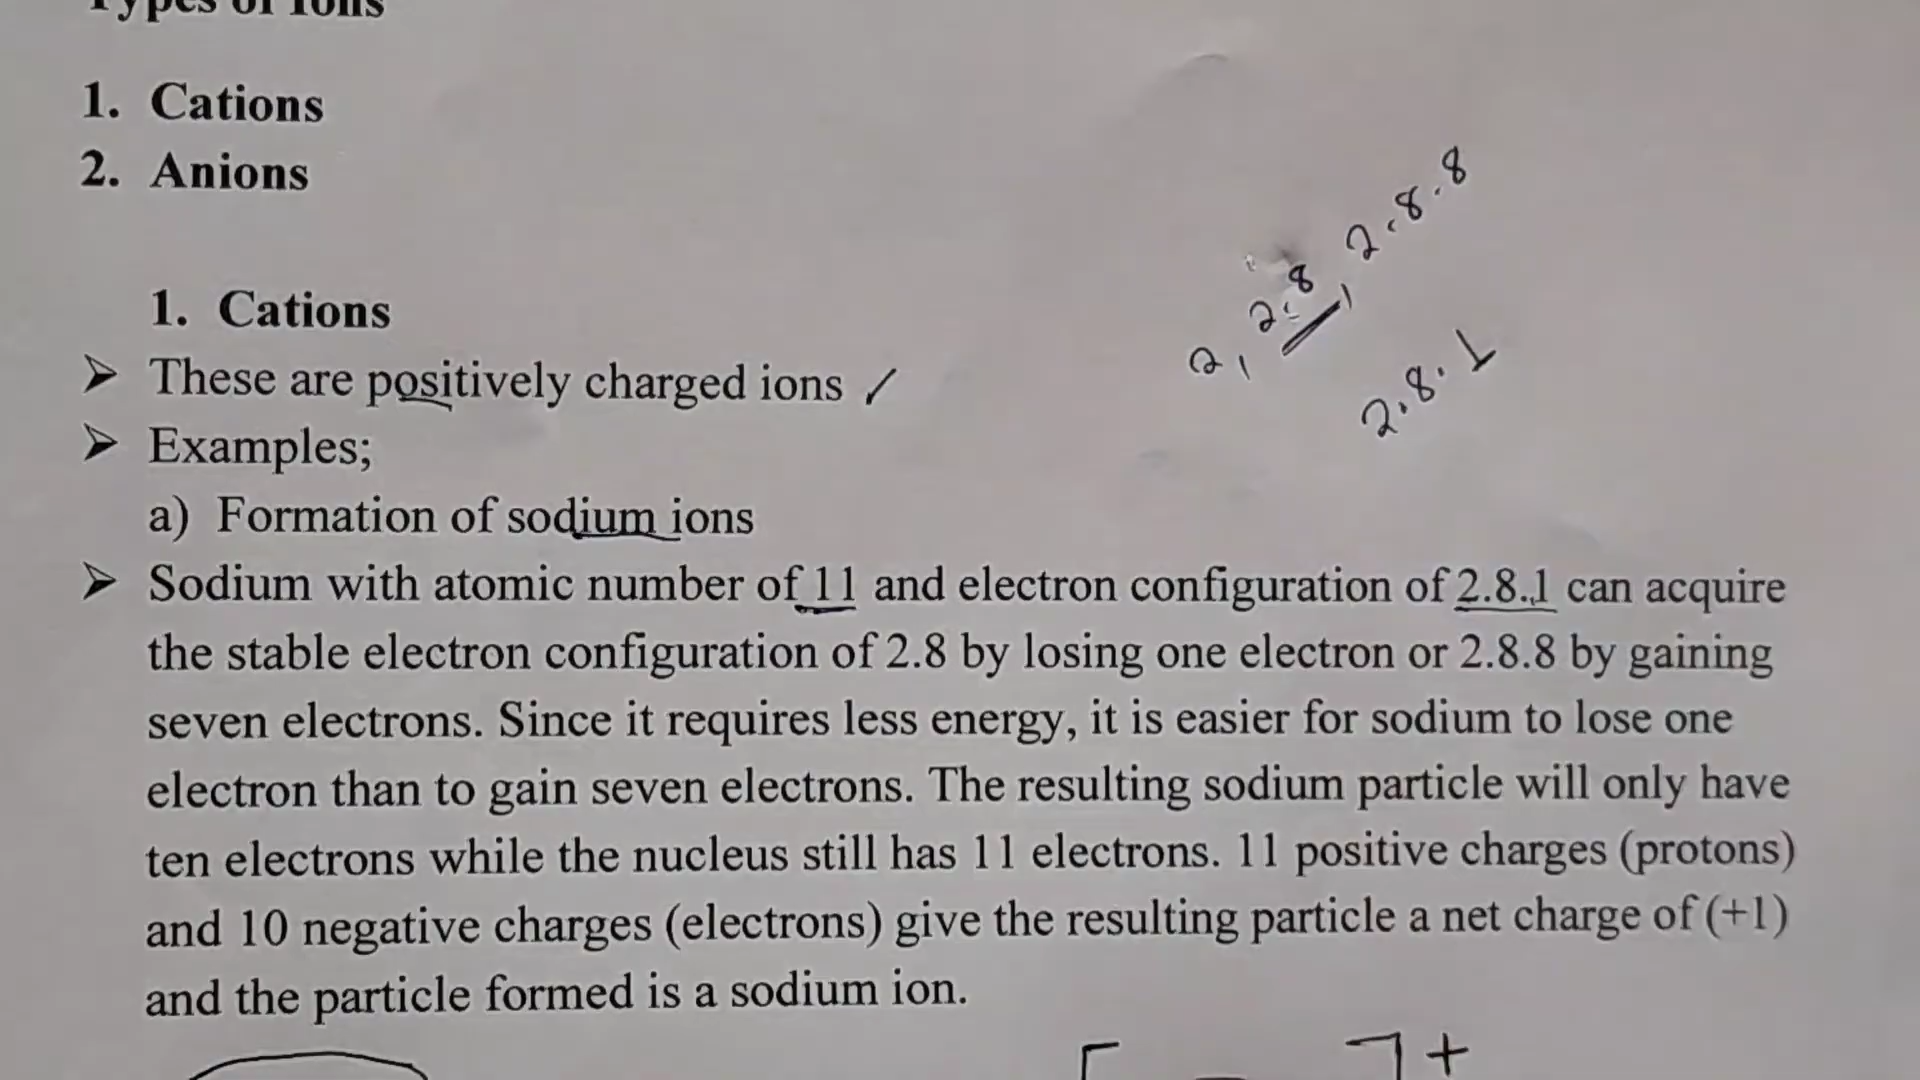 Types of Ions
1. Cations
2. Anions
2, 2.8, 2.8.8
2.8.1
1. Cations
➢ These are positively charged ions ✓
➢ Examples;
a) Formation of sodium ions
➢ Sodium with atomic number of 11 and electron configuration of 2.8.1 can acquire
the stable electron configuration of 2.8 by losing one electron or 2.8.8 by gaining
seven electrons. Since it requires less energy, it is easier for sodium to lose one
electron than to gain seven electrons. The resulting sodium particle will only have
ten electrons while the nucleus still has 11 electrons. 11 positive charges (protons)
and 10 negative charges (electrons) give the resulting particle a net charge of (+1)
and the particle formed is a sodium ion.
[ ]+